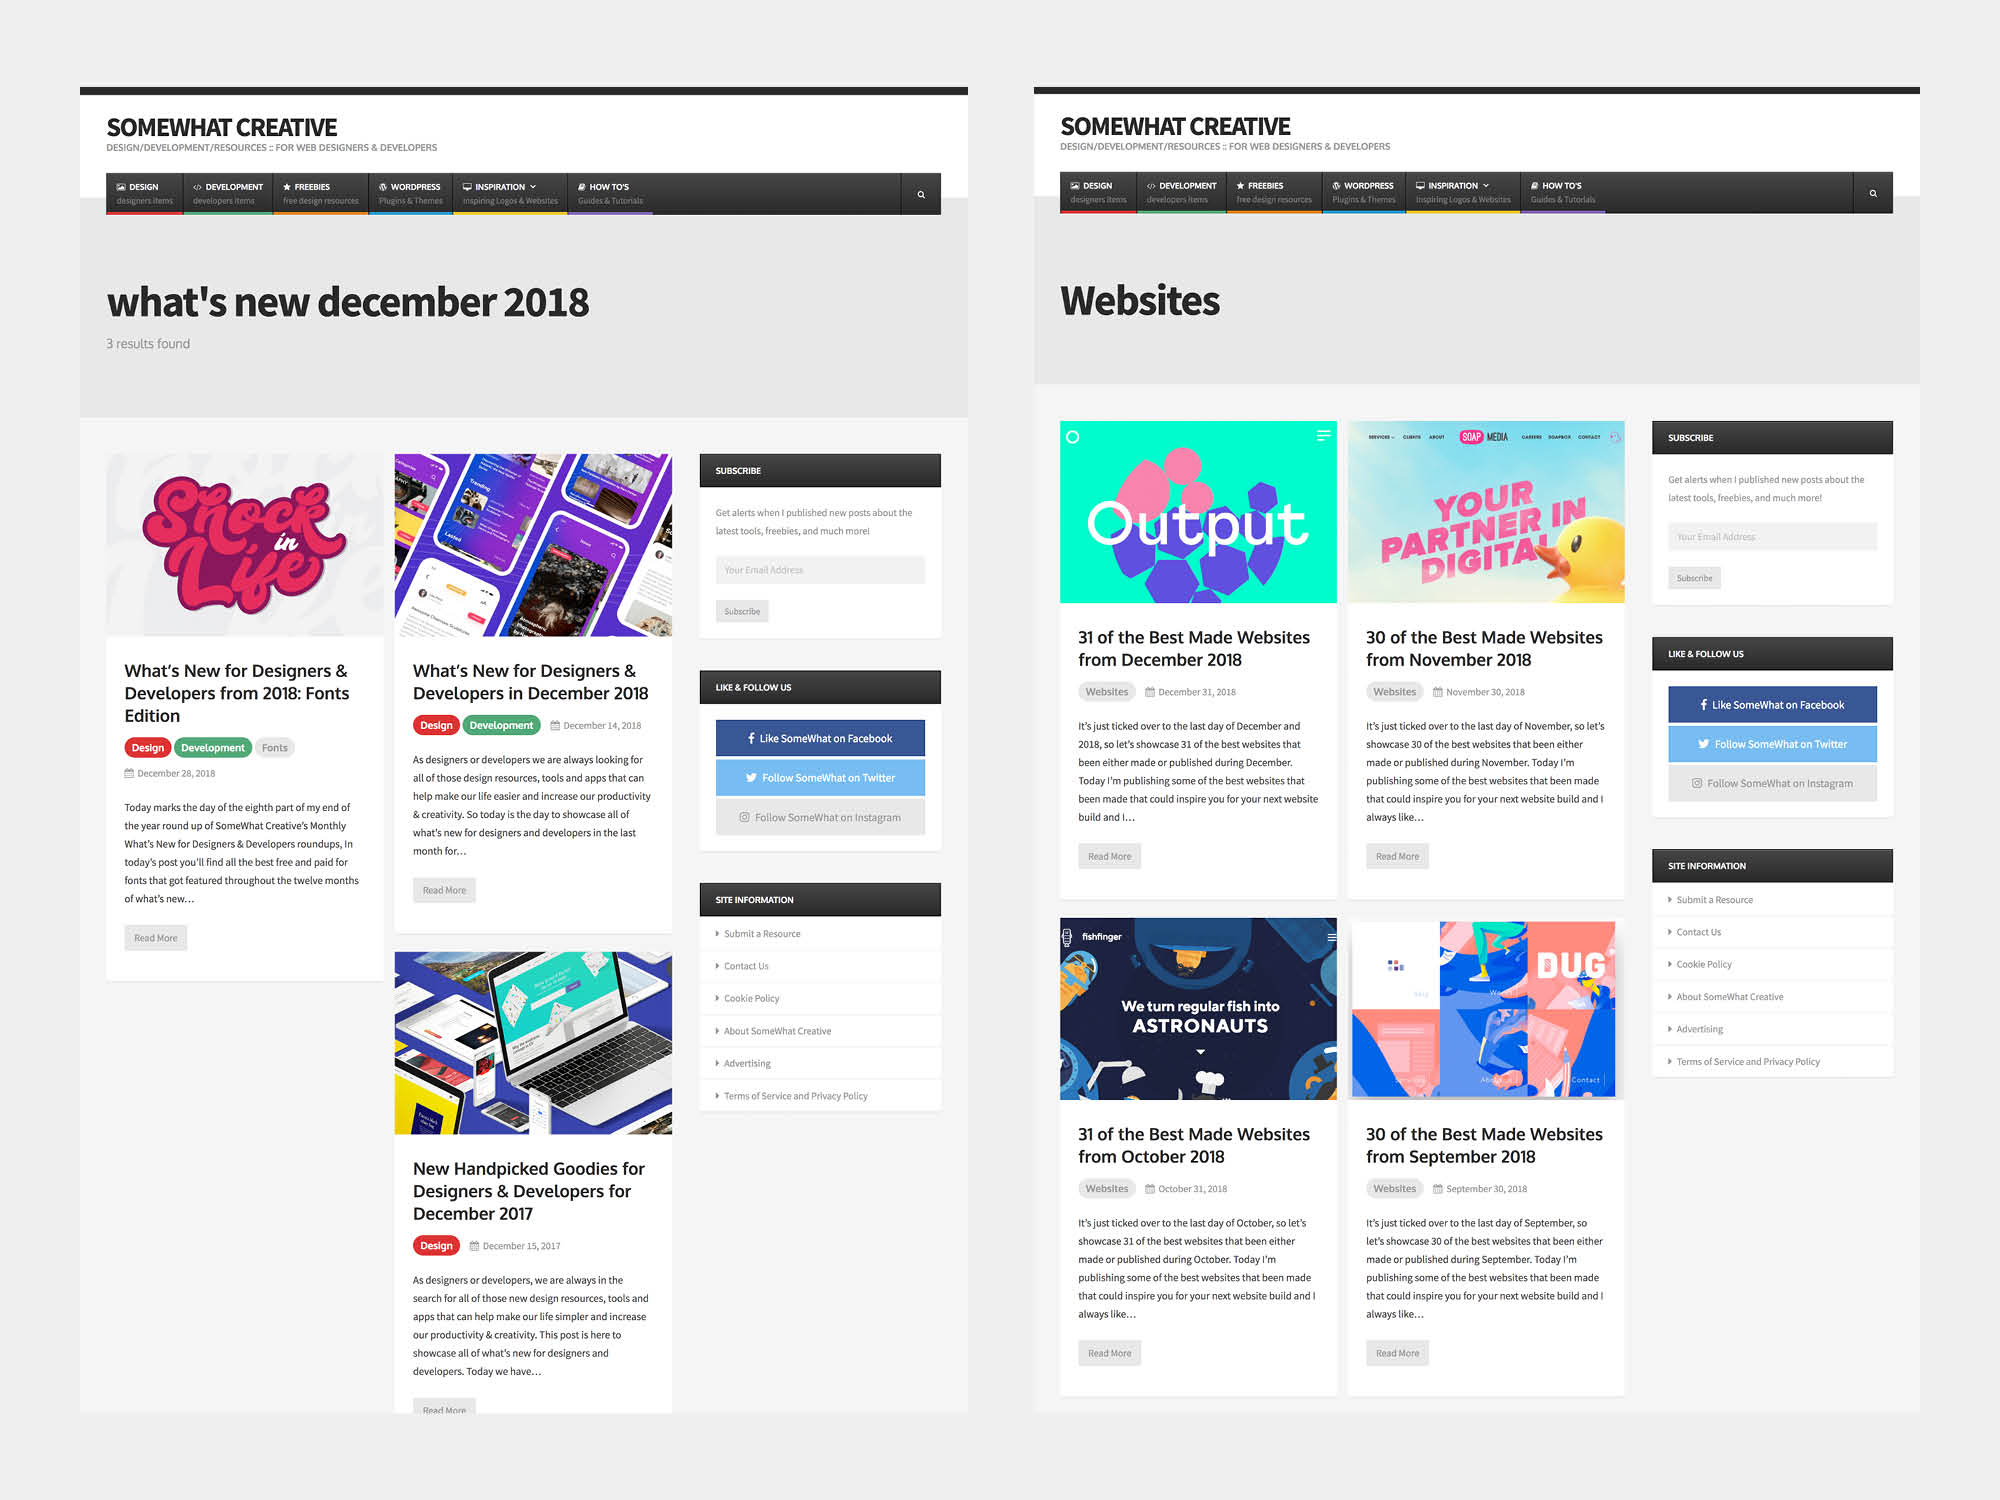 SOMEWHAT CREATIVE
DESIGN/DEVELOPMENT/RESOURCES :: FOR WEB DESIGNERS & DEVELOPERS
DESIGN
designers items
DEVELOPMENT
developers items
FREEBIES
free design resources
WORDPRESS
Plugins & Themes
INSPIRATION
Inspiring Logos & Websites
HOW TO'S
Guides & Tutorials
what's new december 2018
3 results found
Shock
in
Life
What's New for Designers &
Developers from 2018: Fonts
Edition
Design Development Fonts
December 28, 2018
Today marks the day of the eighth part of my end of
the year round up of SomeWhat Creative's Monthly
What's New for Designers & Developers roundups, In
today's post you'll find all the best free and paid for
fonts that got featured throughout the twelve months
of what's new…
Read More
Trending
Lasted
What's New for Designers &
Developers in December 2018
Design Development December 14, 2018
As designers or developers we are always looking for
all of those design resources, tools and apps that can
help make our life easier and increase our productivity
& creativity. So today is the day to showcase all of
what's new for designers and developers in the last
month for…
Read More
New Handpicked Goodies for
Designers & Developers for
December 2017
Design December 15, 2017
As designers or developers, we are always in the
search for all of those new design resources, tools and
apps that can help make our life simpler and increase
our productivity & creativity. This post is here to
showcase all of what's new for designers and
developers. Today we have…
Read More
SUBSCRIBE
Get alerts when I published new posts about the
latest tools, freebies, and much more!
Your Email Address
Subscribe
LIKE & FOLLOW US
Like SomeWhat on Facebook
Follow SomeWhat on Twitter
Follow SomeWhat on Instagram
SITE INFORMATION
Submit a Resource
Contact Us
Cookie Policy
About SomeWhat Creative
Advertising
Terms of Service and Privacy Policy
SOMEWHAT CREATIVE
DESIGN/DEVELOPMENT/RESOURCES :: FOR WEB DESIGNERS & DEVELOPERS
DESIGN
designers items
DEVELOPMENT
developers items
FREEBIES
free design resources
WORDPRESS
Plugins & Themes
INSPIRATION
Inspiring Logos & Websites
HOW TO'S
Guides & Tutorials
Websites
Output
31 of the Best Made Websites
from December 2018
Websites December 31, 2018
It's just ticked over to the last day of December and
2018, so let's showcase 31 of the best websites that
been either made or published during December.
Today I'm publishing some of the best websites that
been made that could inspire you for your next website
build and I…
Read More
SERVICES CLIENTS ABOUT SOAP MEDIA CAREERS SOAPBOX CONTACT
YOUR
PARTNER IN
DIGITAL
30 of the Best Made Websites
from November 2018
Websites November 30, 2018
It's just ticked over to the last day of November, so let's
showcase 30 of the best websites that been either
made or published during November. Today I'm
publishing some of the best websites that been made
that could inspire you for your next website build and I
always like…
Read More
fishfinger
We turn regular fish into
ASTRONAUTS
31 of the Best Made Websites
from October 2018
Websites October 31, 2018
It's just ticked over to the last day of October, so let's
showcase 31 of the best websites that been either
made or published during October. Today I'm
publishing some of the best websites that been made
that could inspire you for your next website build and I
always like…
Read More
DUG
Contact
30 of the Best Made Websites
from September 2018
Websites September 30, 2018
It's just ticked over to the last day of September, so
let's showcase 30 of the best websites that been either
made or published during September. Today I'm
publishing some of the best websites that been made
that could inspire you for your next website build and I
always like…
Read More
SUBSCRIBE
Get alerts when I published new posts about the
latest tools, freebies, and much more!
Your Email Address
Subscribe
LIKE & FOLLOW US
Like SomeWhat on Facebook
Follow SomeWhat on Twitter
Follow SomeWhat on Instagram
SITE INFORMATION
Submit a Resource
Contact Us
Cookie Policy
About SomeWhat Creative
Advertising
Terms of Service and Privacy Policy